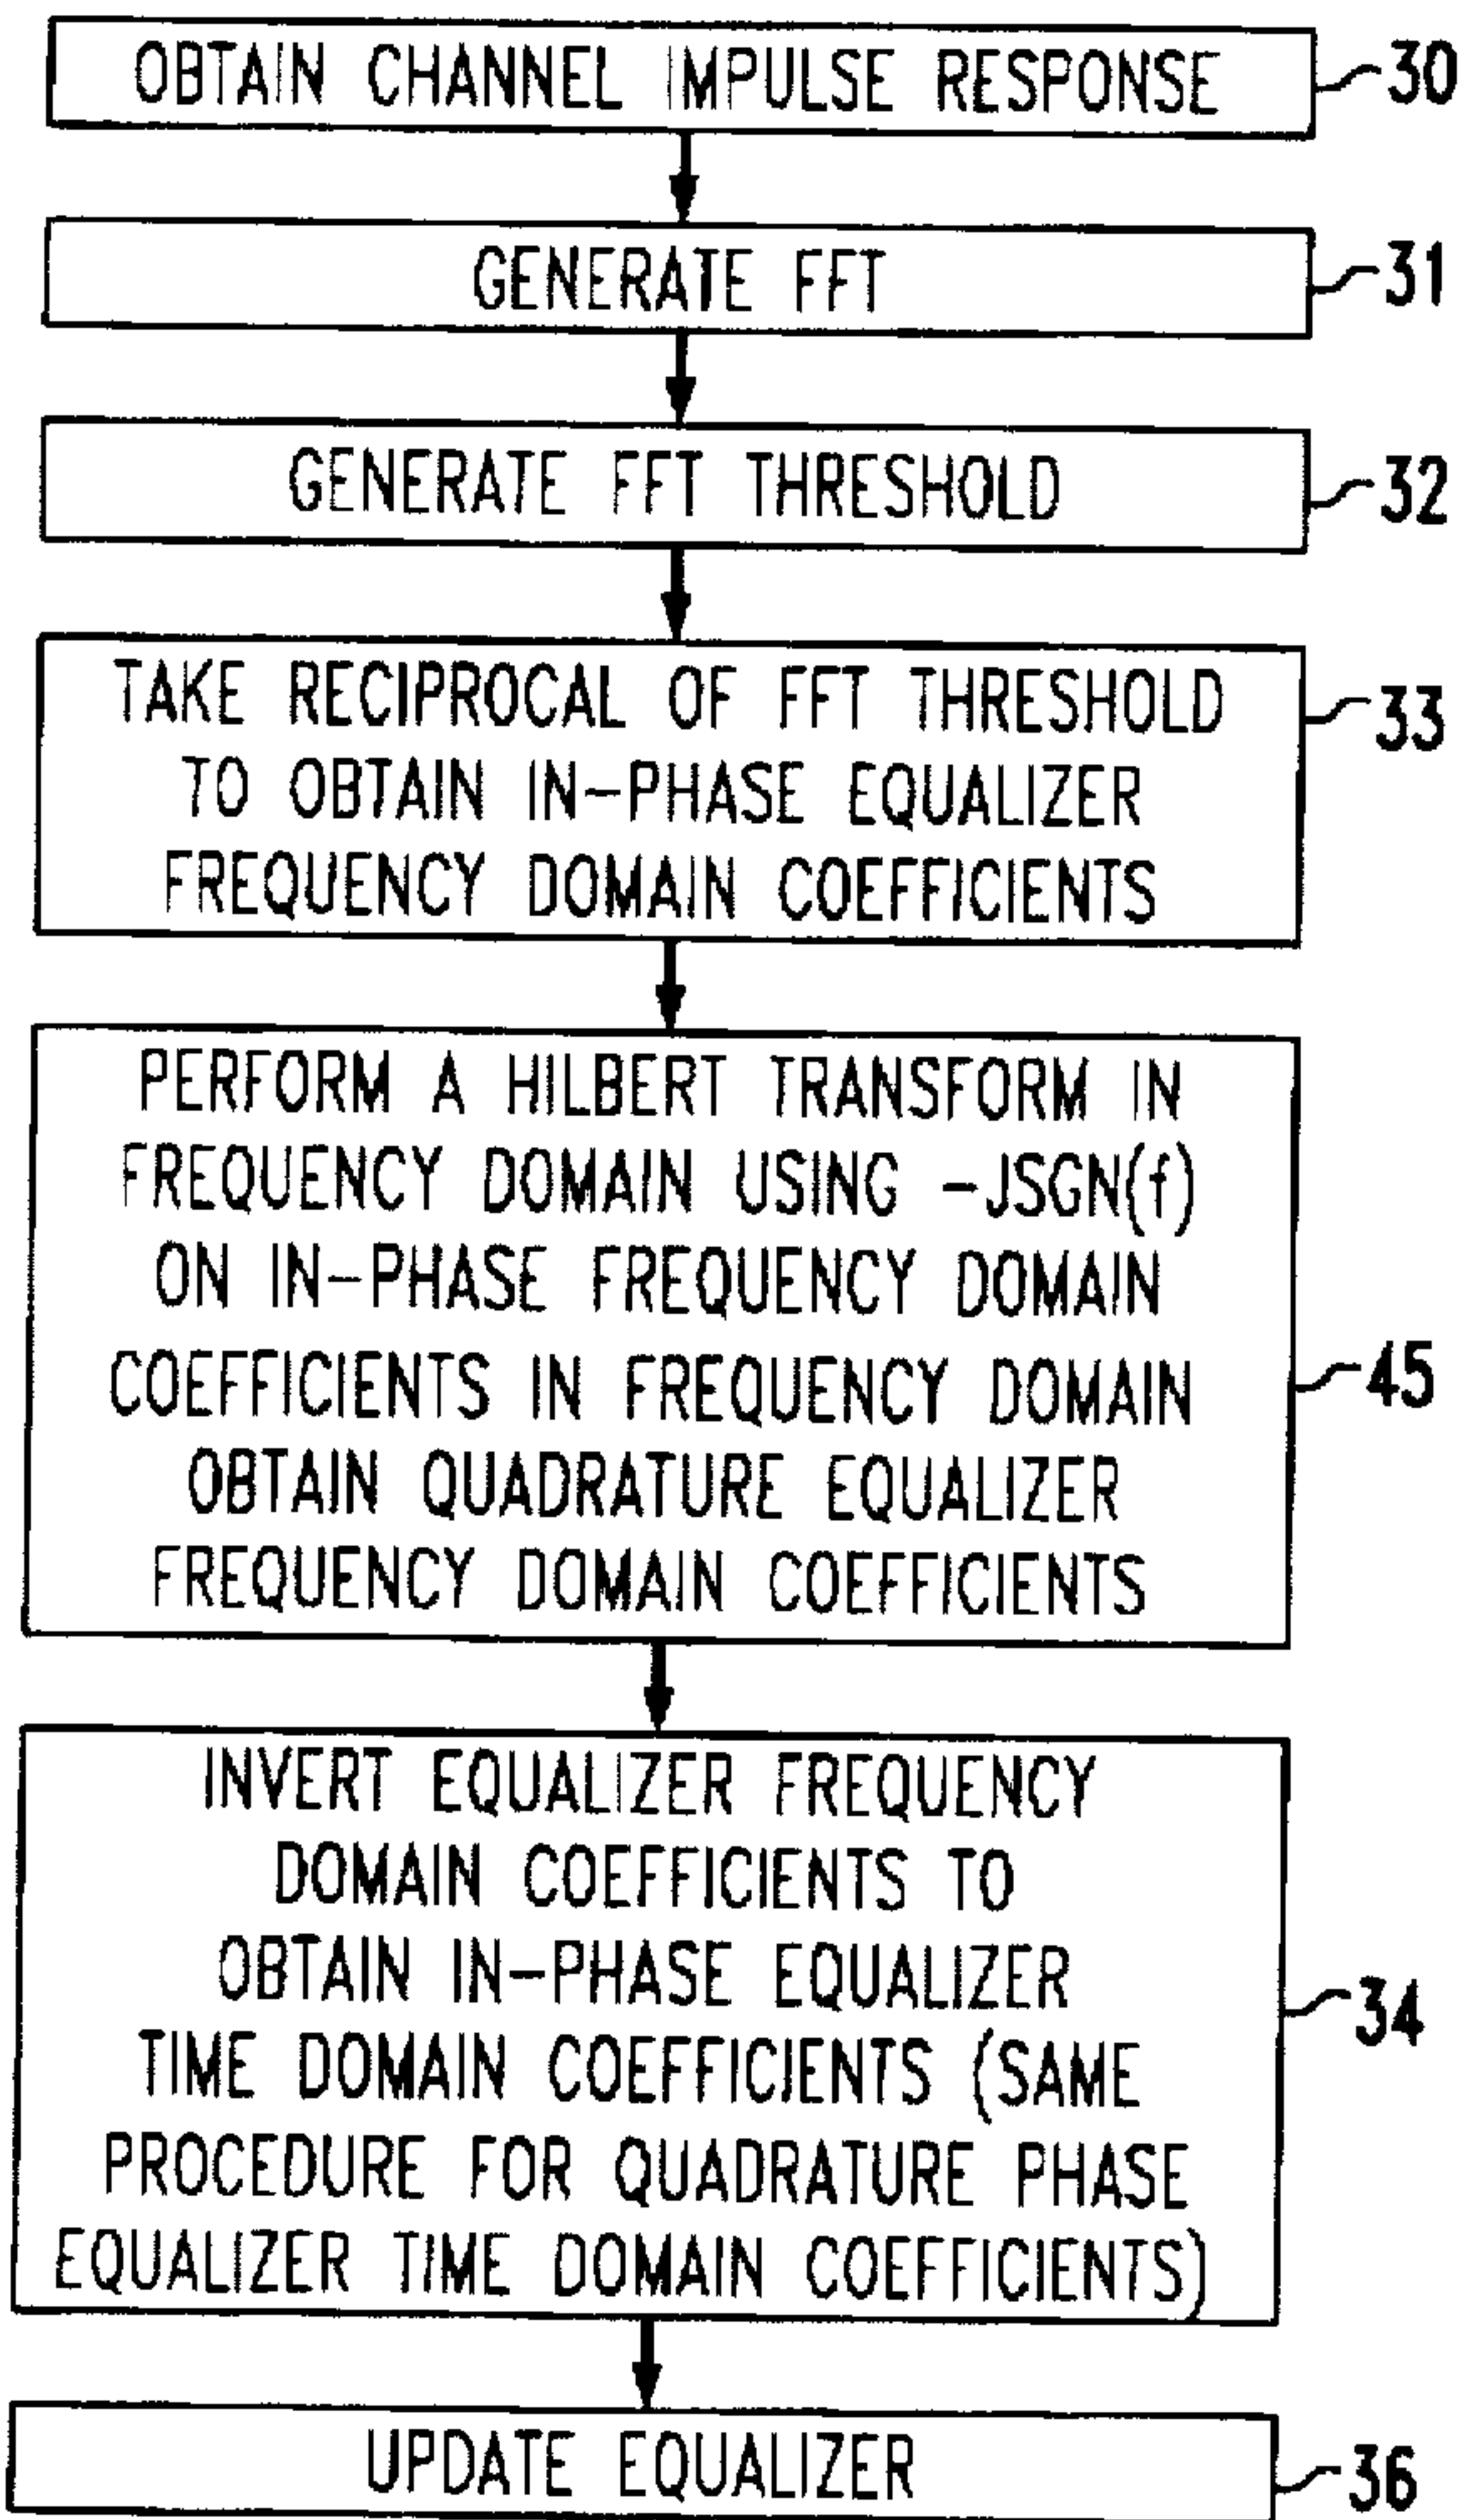 OBTAIN CHANNEL IMPULSE RESPONSE 30
GENERATE FFT 31
GENERATE FFT THRESHOLD 32
TAKE RECIPROCAL OF FFT THRESHOLD 33
TO OBTAIN IN-PHASE EQUALIZER
FREQUENCY DOMAIN COEFFICIENTS
PERFORM A HILBERT TRANSFORM IN
FREQUENCY DOMAIN USING -JSGN(f)
ON IN-PHASE FREQUENCY DOMAIN
COEFFICIENTS IN FREQUENCY DOMAIN 45
OBTAIN QUADRATURE EQUALIZER
FREQUENCY DOMAIN COEFFICIENTS
INVERT EQUALIZER FREQUENCY
DOMAIN COEFFICIENTS TO
OBTAIN IN-PHASE EQUALIZER 34
TIME DOMAIN COEFFICIENTS (SAME
PROCEDURE FOR QUADRATURE PHASE
EQUALIZER TIME DOMAIN COEFFICIENTS)
UPDATE EQUALIZER 36